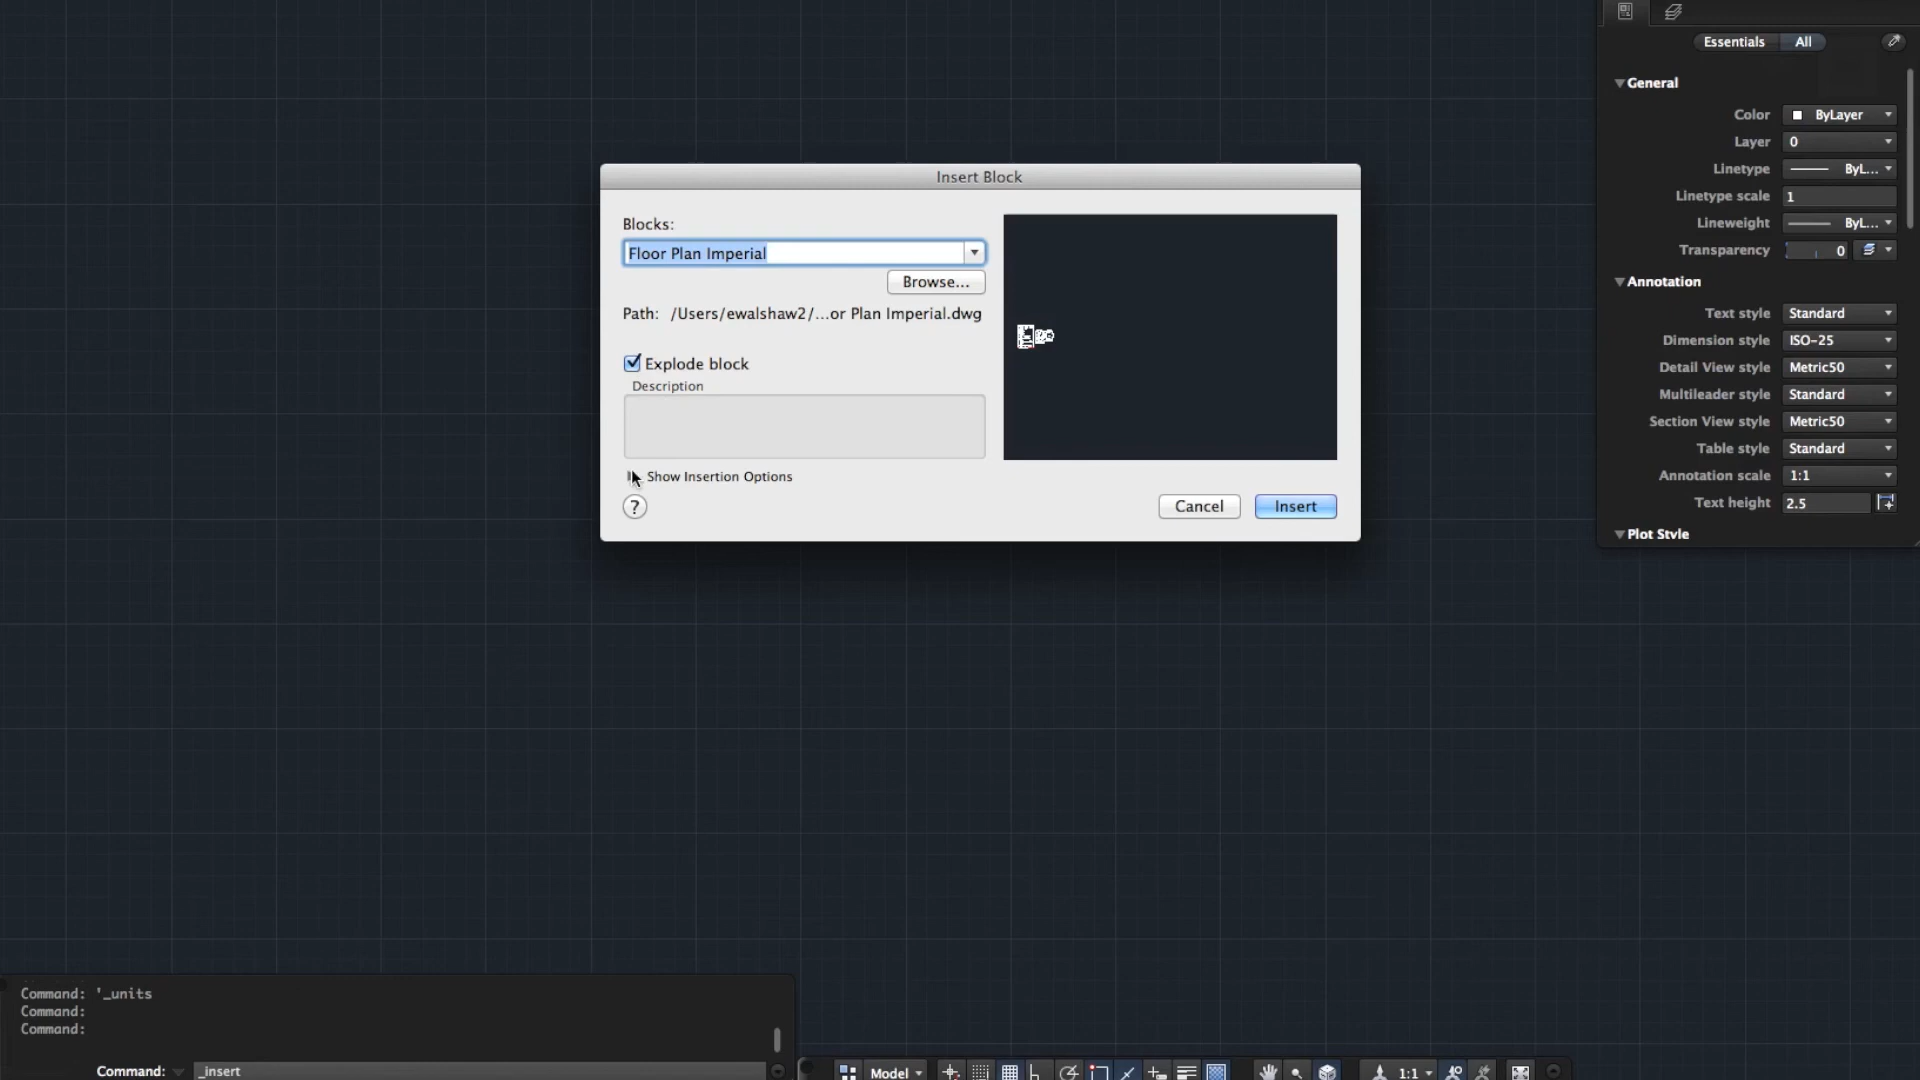 Essentials All
General
Color ByLayer
Layer 0
Linetype ByL...
Linetype scale 1
Lineweight ByL...
Transparency 0
Annotation
Text style Standard
Dimension style ISO-25
Detail View style Metric50
Multileader style Standard
Section View style Metric50
Table style Standard
Annotation scale 1:1
Text height 2.5
Plot Style
Insert Block
Blocks:
Floor Plan Imperial
Browse...
Path: /Users/ewalshaw2/...or Plan Imperial.dwg
Explode block
Description
Show Insertion Options
?
Cancel Insert
Command: '_units
Command:
Command:
Command: _insert
Model 1:1